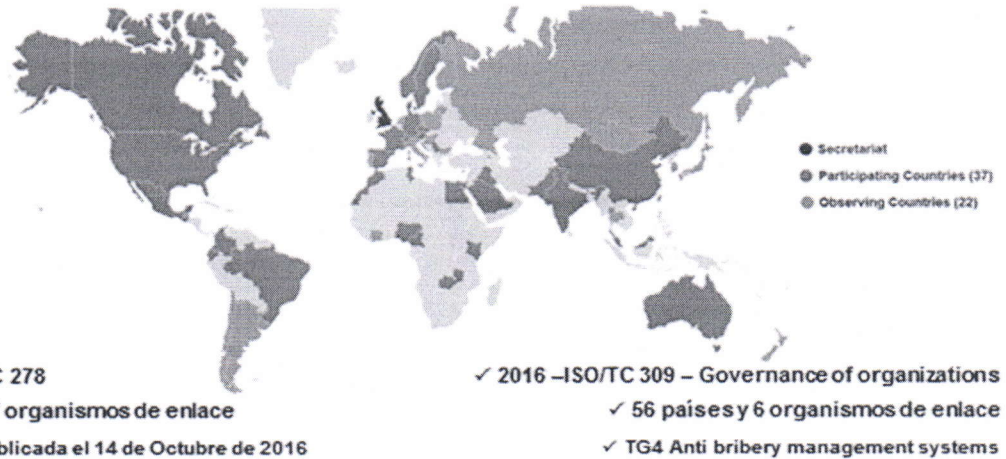 Secretariat
Participating Countries (37)
Observing Countries (22)
C 278
organismos de enlace
blicada el 14 de Octubre de 2016
✓ 2016 –ISO/TC 309 – Governance of organizations
✓ 56 países y 6 organismos de enlace
✓ TG4 Anti bribery management systems